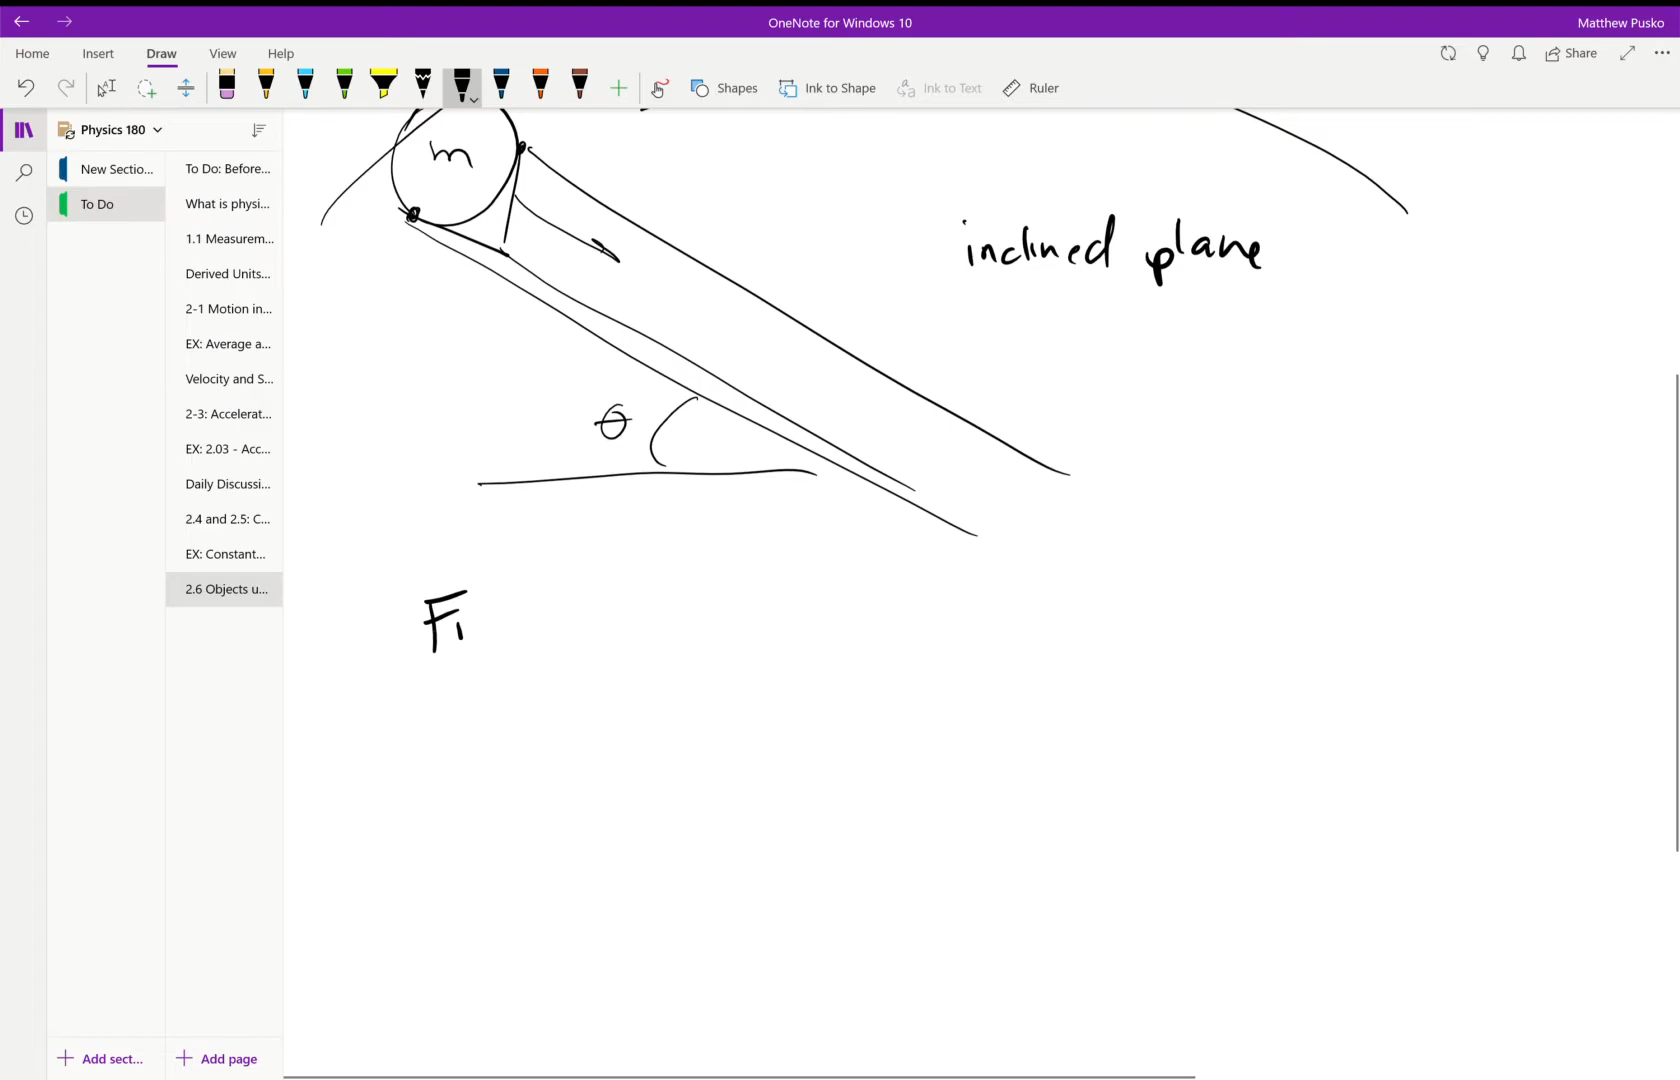 OneNote for Windows 10
Matthew Pusko
Home Insert Draw View Help
Share
Shapes Ink to Shape Ink to Text Ruler
Physics 180
New Sectio...
To Do
To Do: Before...
What is physi...
1.1 Measurem...
Derived Units...
2-1 Motion in...
EX: Average a...
Velocity and S...
2-3: Accelerat...
EX: 2.03 - Acc...
Daily Discussi...
2.4 and 2.5: C...
EX: Constant...
2.6 Objects u...
Add sect...
Add page
m
inclined plane
θ
Fi